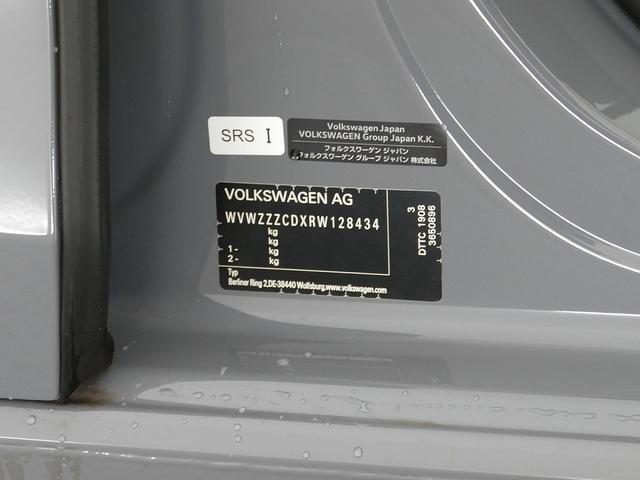 SRS I
Volkswagen Japan
VOLKSWAGEN Group Japan K.K.
フォルクスワーゲン ジャパン
フォルクスワーゲン グループ ジャパン 株式会社
VOLKSWAGEN AG
WVWZZZCDXRW128434
kg
kg
1- kg
2- kg
Typ
Berliner Ring 2,DE-38440 Wolfsburg,www.volkswagen.com
3
DTTC 1908
3650896